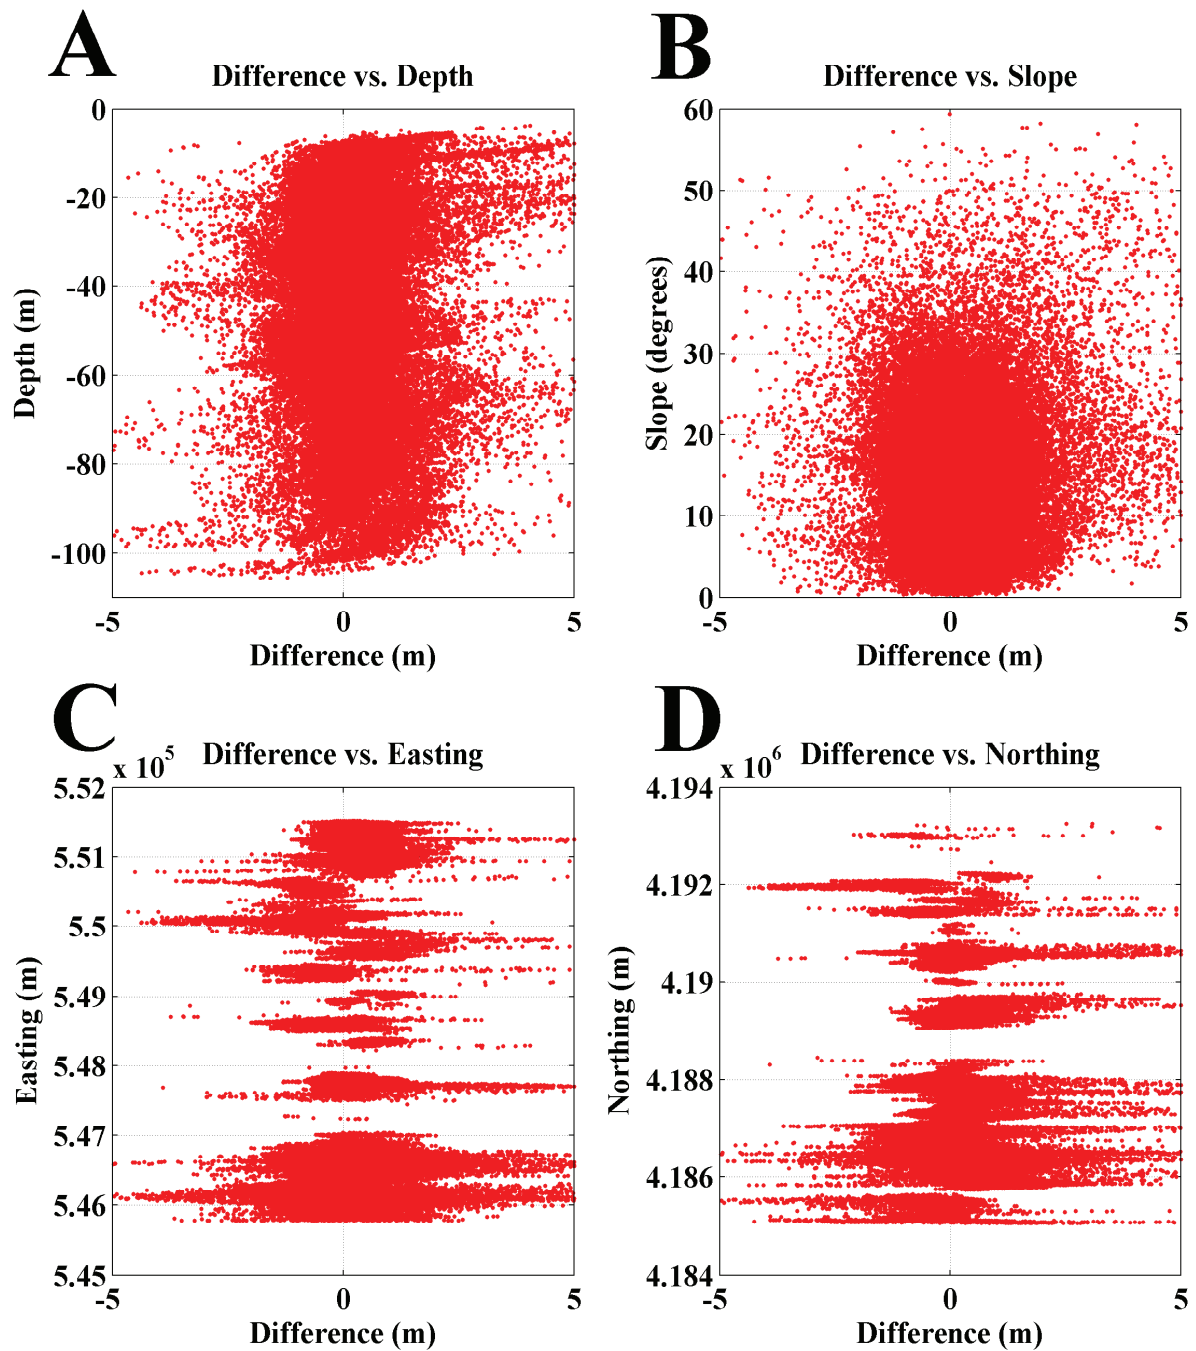 A
Difference vs. Depth
0
-20
-40
-60
-80
-100
Depth (m)
-5
0
5
Difference (m)
B
Difference vs. Slope
60
50
40
30
20
10
0
Slope (degrees)
-5
0
5
Difference (m)
C
Difference vs. Easting
x 10^5
5.52
5.51
5.5
5.49
5.48
5.47
5.46
5.45
Easting (m)
-5
0
5
Difference (m)
D
Difference vs. Northing
x 10^6
4.194
4.192
4.19
4.188
4.186
4.184
Northing (m)
-5
0
5
Difference (m)